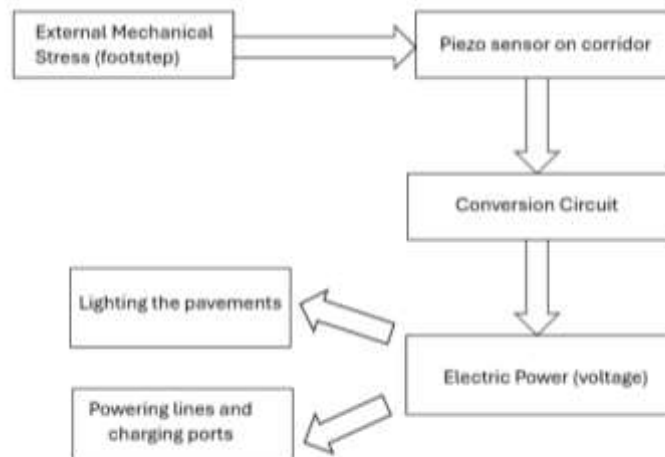 External Mechanical
Stress (footstep)
Piezo sensor on corridor
Conversion Circuit
Lighting the pavements
Electric Power (voltage)
Powering lines and
charging ports